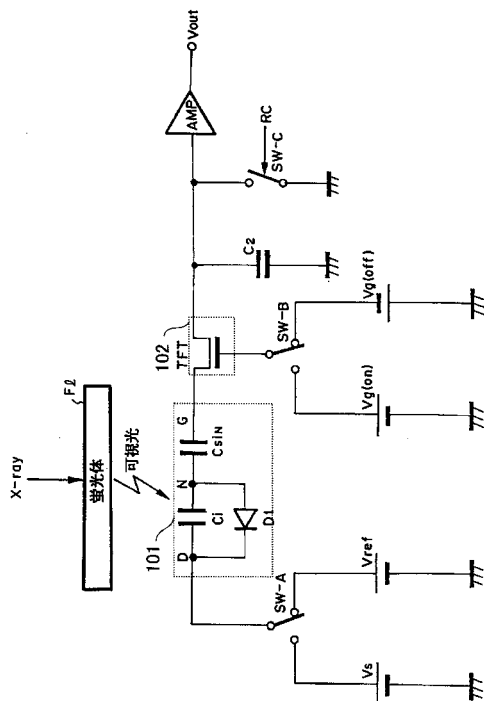 X-ray
Fℓ
蛍光体
可視光
101
D
Ci
N
CSiN
G
D1
102
TFT
AMP
Vout
C2
RC
SW-C
SW-A
SW-B
Vs
Vref
Vg(on)
Vg(off)